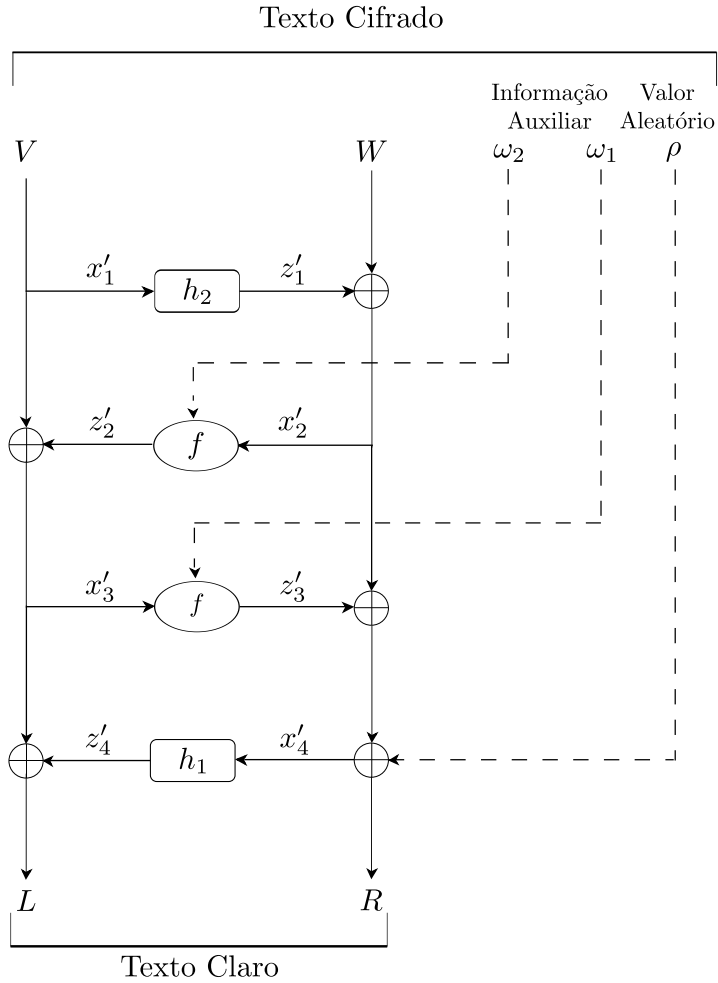 Texto Cifrado
Informação Valor
Auxiliar Aleatório
V W ω₂ ω₁ ρ
x′₁ h₂ z′₁
z′₂ f x′₂
x′₃ f z′₃
z′₄ h₁ x′₄
L R
Texto Claro